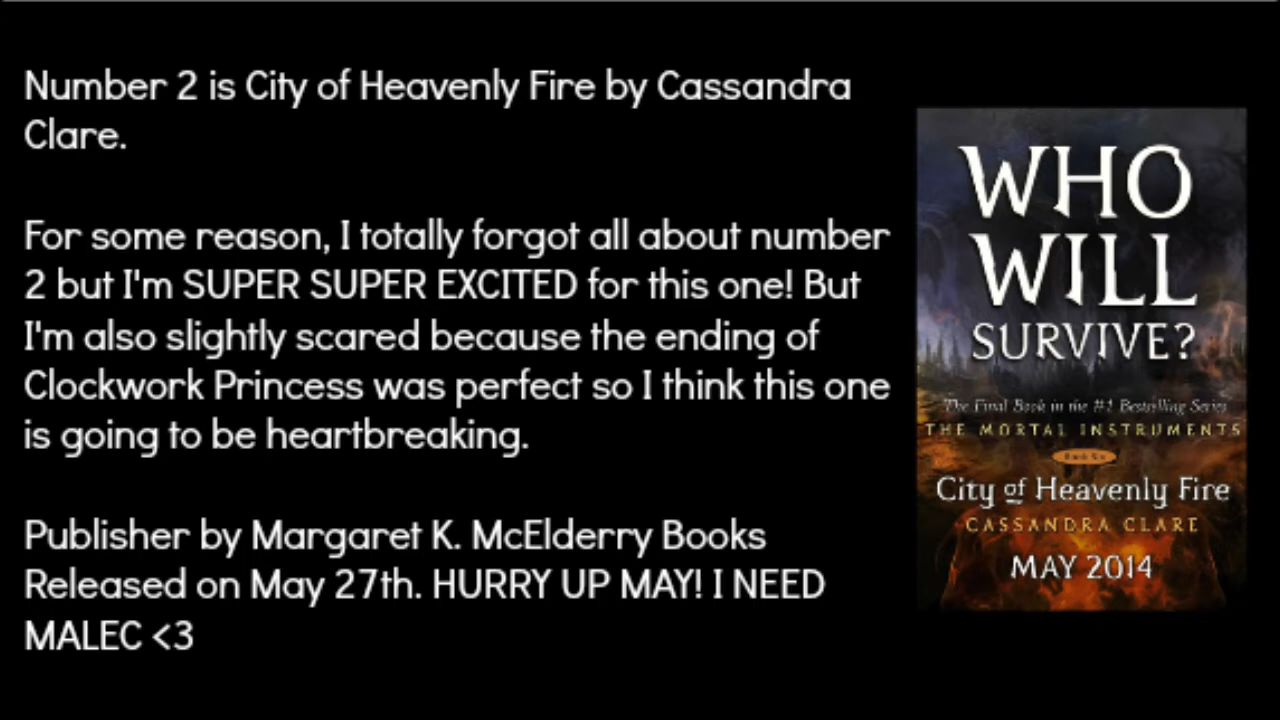 Number 2 is City of Heavenly Fire by Cassandra
Clare.
For some reason, I totally forgot all about number
2 but I'm SUPER SUPER EXCITED for this one! But
I'm also slightly scared because the ending of
Clockwork Princess was perfect so I think this one
is going to be heartbreaking.
Publisher by Margaret K. McElderry Books
Released on May 27th. HURRY UP MAY! I NEED
MALEC <3
WHO
WILL
SURVIVE?
The Final Book in the #1 Bestselling Series
THE MORTAL INSTRUMENTS
Book Six
City of Heavenly Fire
CASSANDRA CLARE
MAY 2014